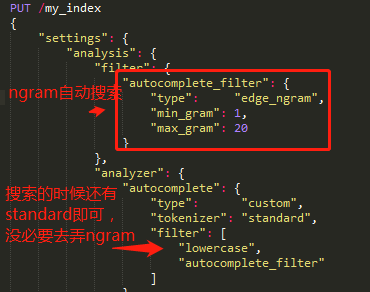 PUT /my_index
{
"settings": {
"analysis": {
"filter": {
"autocomplete_filter": {
ngram自动搜索
"type": "edge_ngram",
"min_gram": 1,
"max_gram": 20
}
},
"analyzer": {
"autocomplete": {
搜索的时候还有
standard即可，
没必要去弄ngram
"type": "custom",
"tokenizer": "standard",
"filter": [
"lowercase",
"autocomplete_filter"
]
}